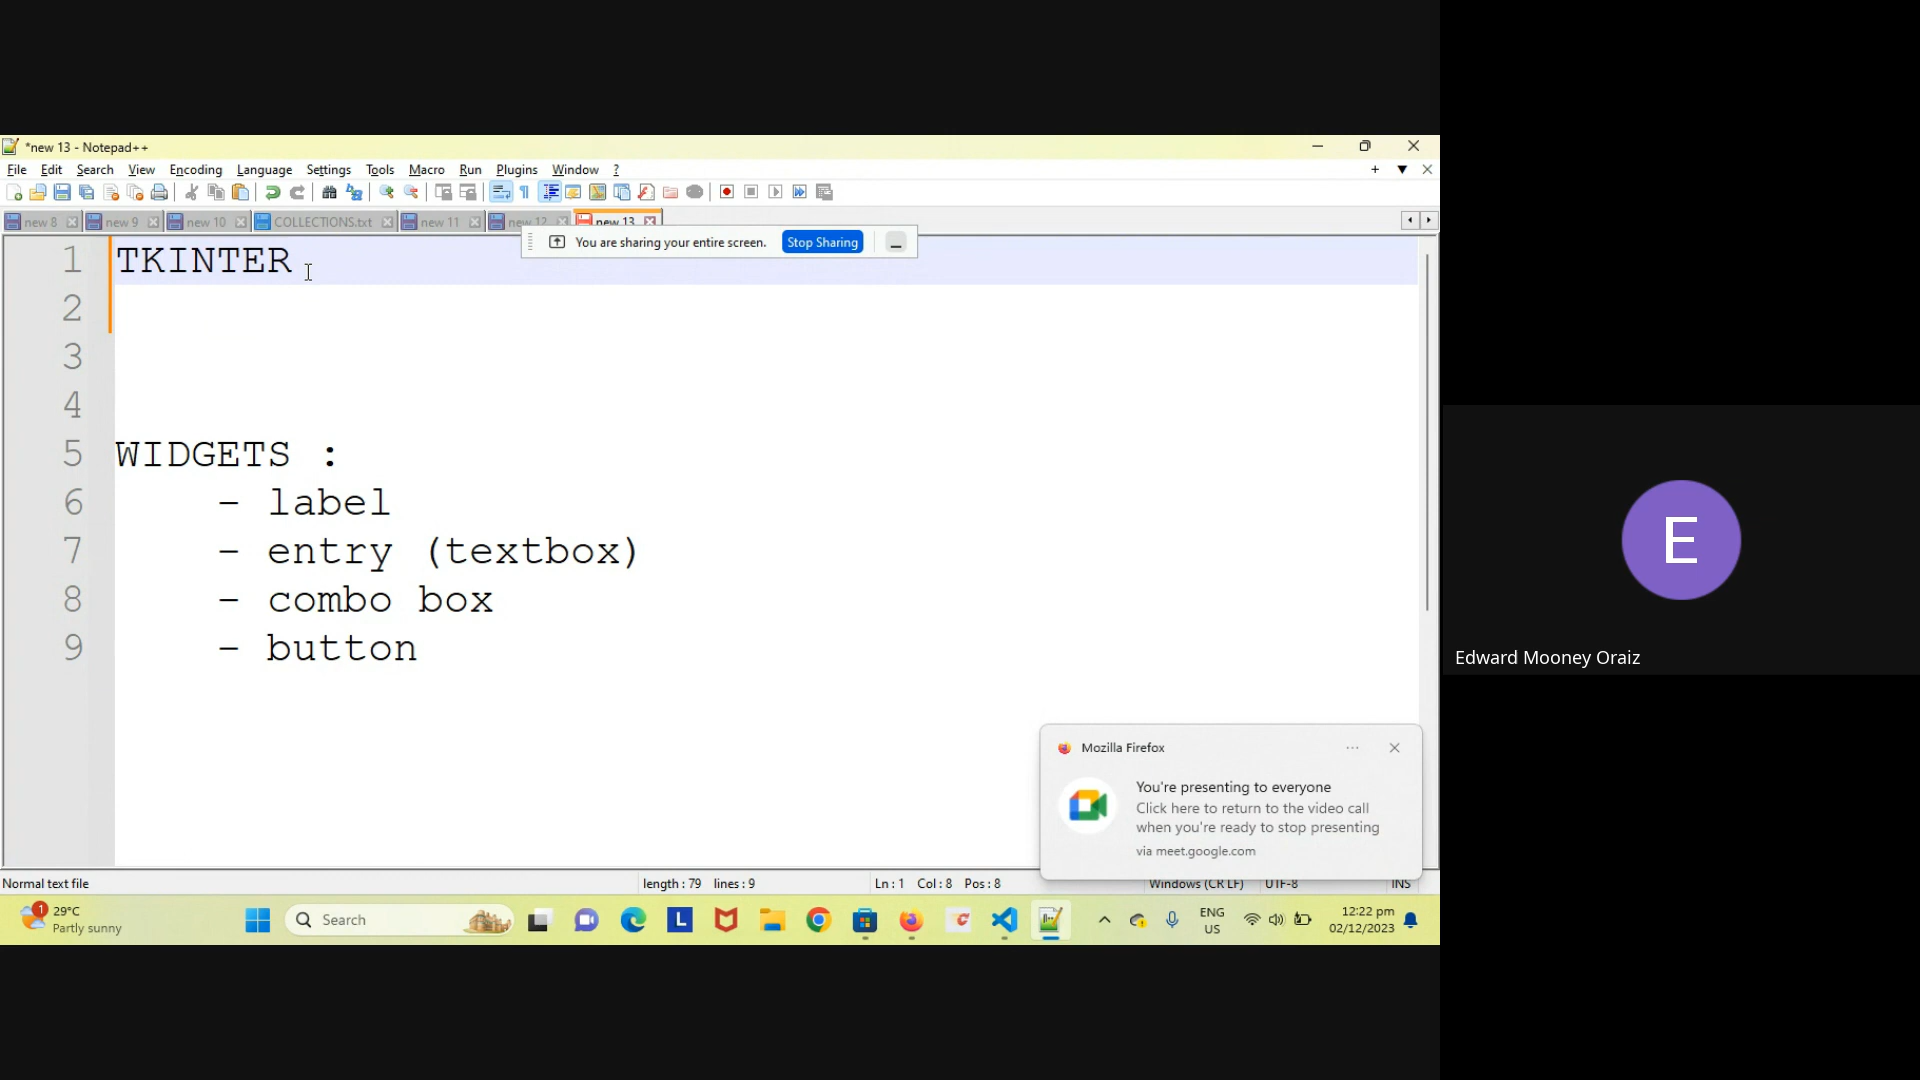 *new 13 - Notepad++
File Edit Search View Encoding Language Settings Tools Macro Run Plugins Window ?
new 8 new 9 new 10 COLLECTIONS.txt new 11 new 12 new 13
You are sharing your entire screen. Stop Sharing
1 TKINTER
2
3
4
5 WIDGETS :
6 - label
7 - entry (textbox)
8 - combo box
9 - button
E
Edward Mooney Oraiz
Mozilla Firefox
You're presenting to everyone
Click here to return to the video call
when you're ready to stop presenting
via meet.google.com
Normal text file length : 79 lines : 9 Ln : 1 Col : 8 Pos : 8 Windows (CR LF) UTF-8 INS
1 29°C
Partly sunny
Search
L
ENG
US
12:22 pm
02/12/2023